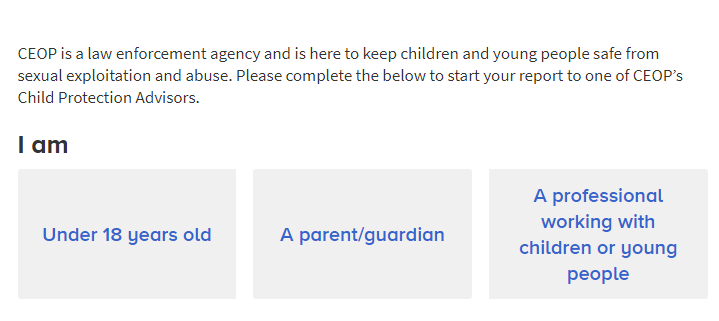 CEOP is a law enforcement agency and is here to keep children and young people safe from
sexual exploitation and abuse. Please complete the below to start your report to one of CEOP’s
Child Protection Advisors.
I am
Under 18 years old
A parent/guardian
A professional
working with
children or young
people